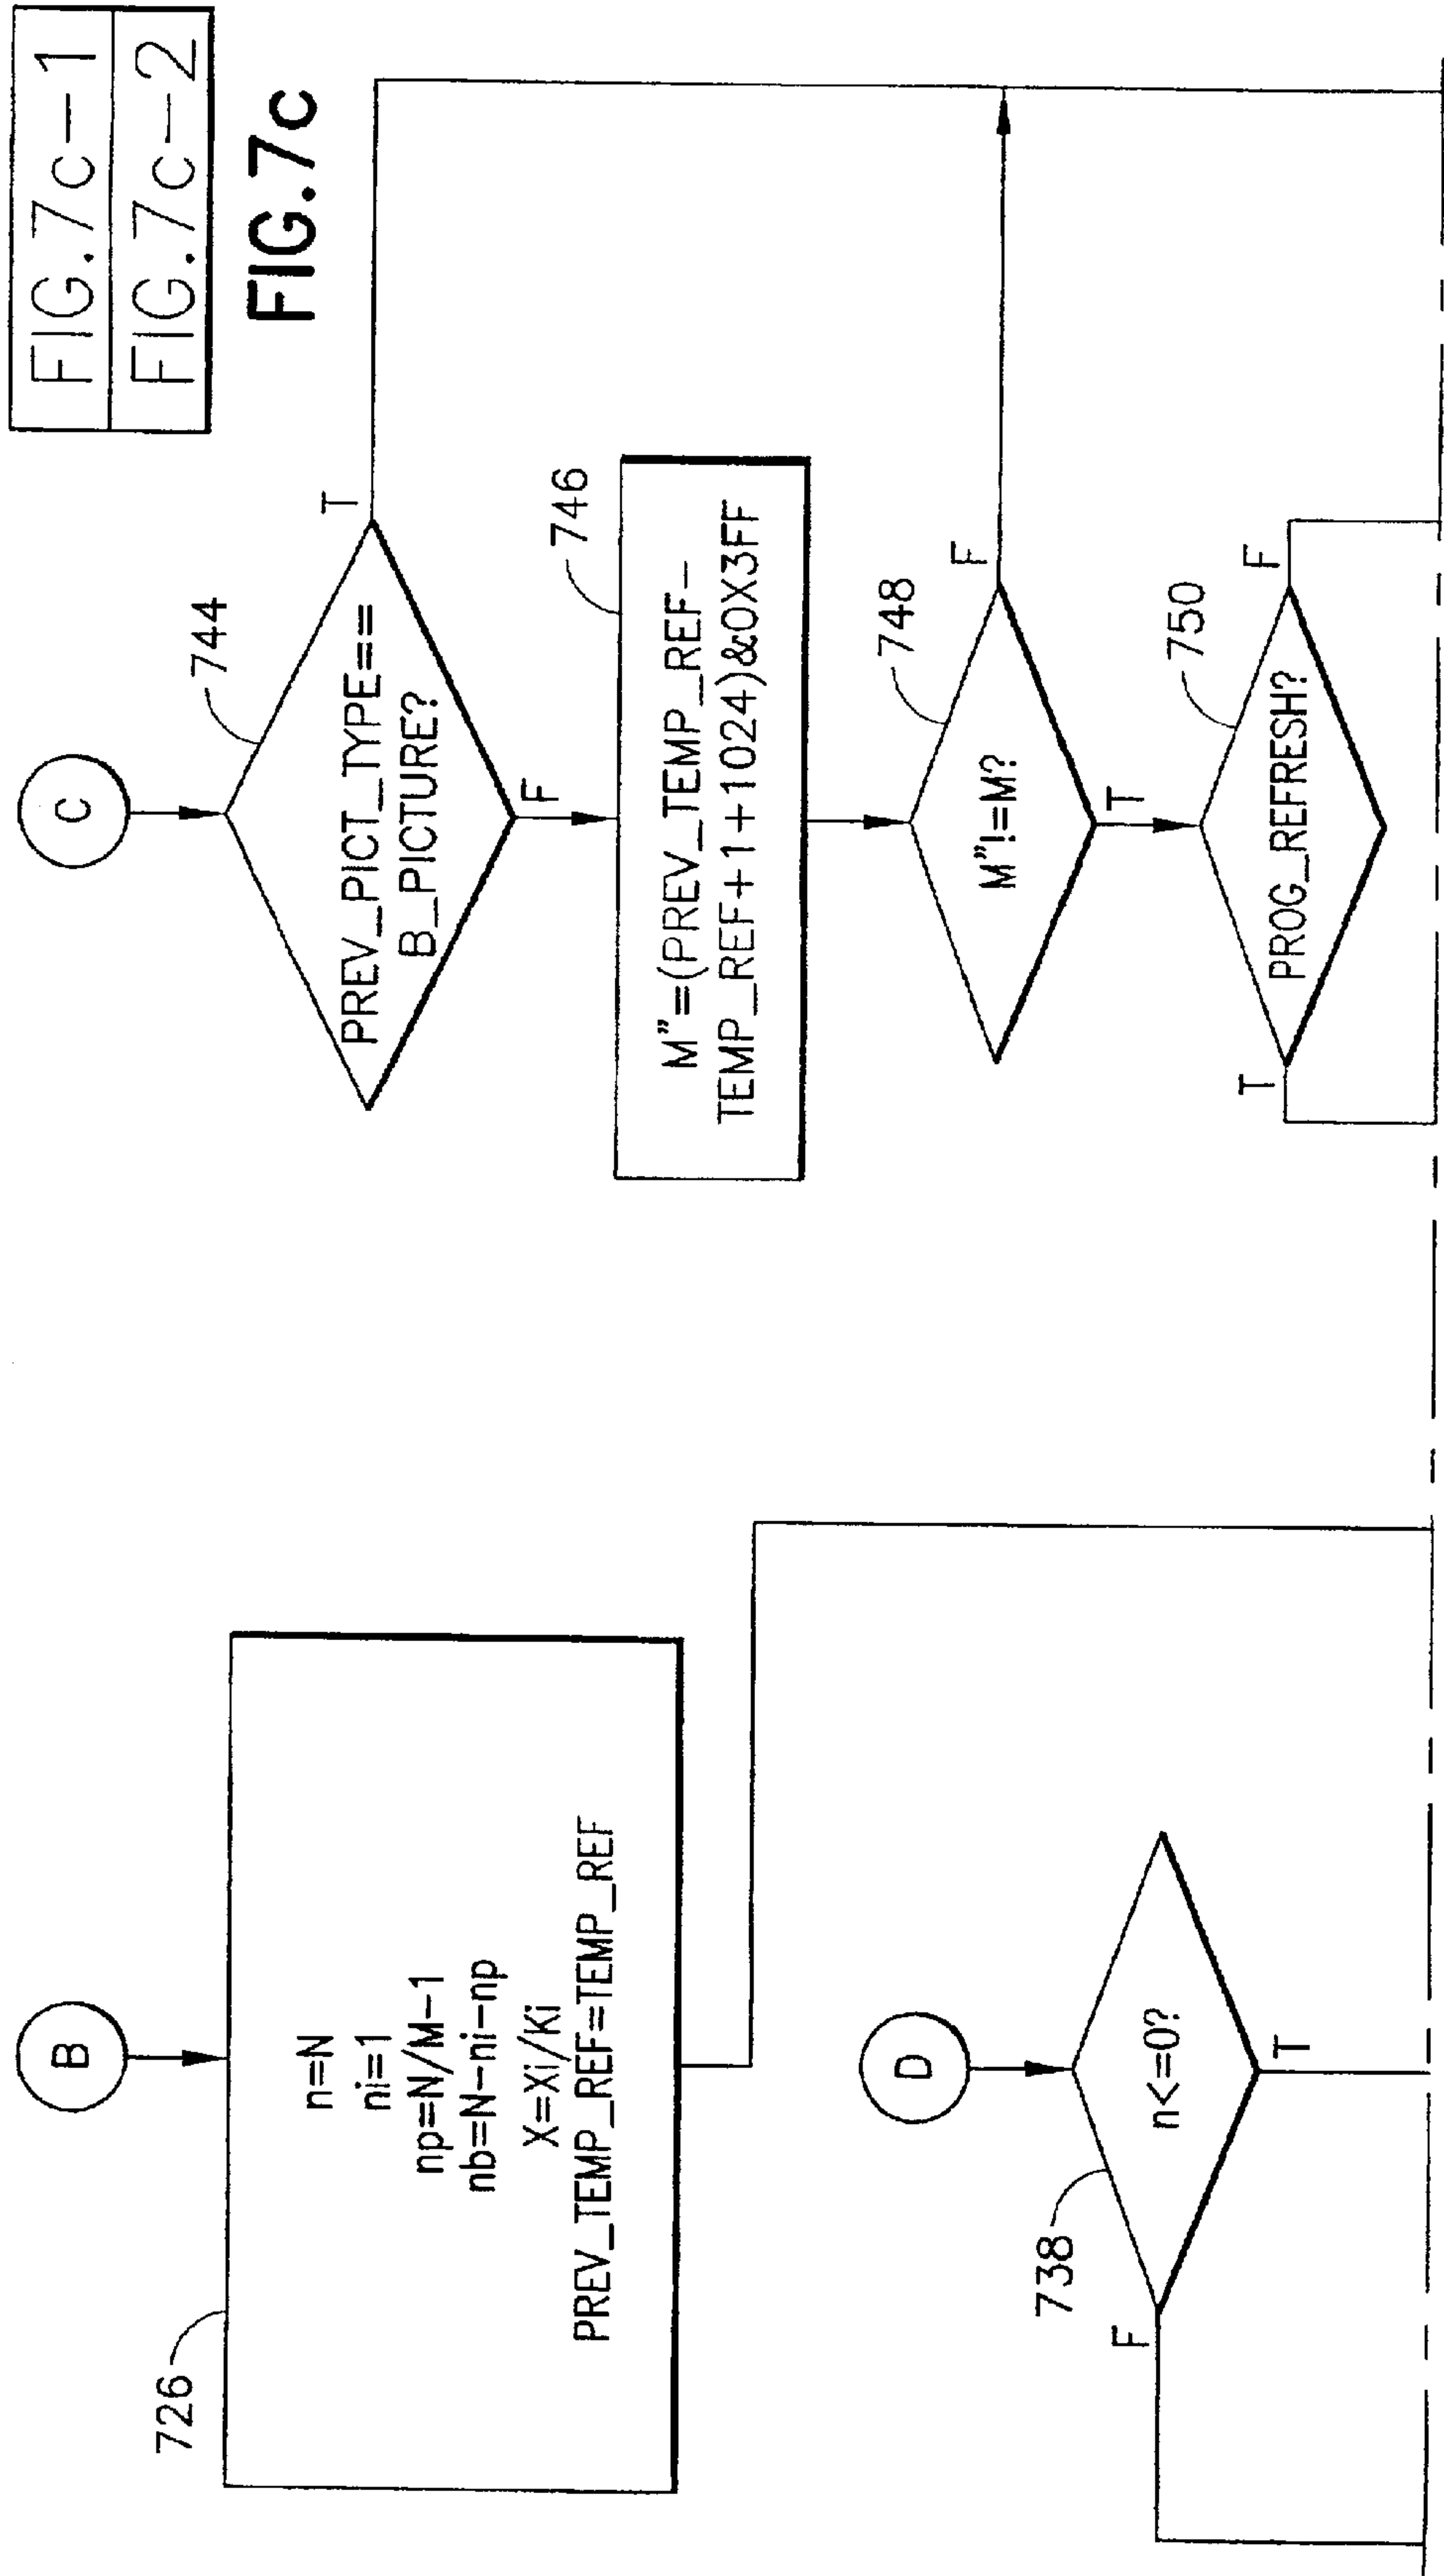 FIG.7c-1
FIG.7c-2
FIG.7c
B
726
n=N
ni=1
np=N/M-1
nb=N-ni-np
X=Xi/Ki
PREV_TEMP_REF=TEMP_REF
D
738
n<=0?
F
T
C
744
PREV_PICT_TYPE==
B_PICTURE?
T
F
746
M"=(PREV_TEMP_REF-
TEMP_REF+1+1024)&0X3FF
748
M"!=M?
F
T
750
PROG_REFRESH?
T
F